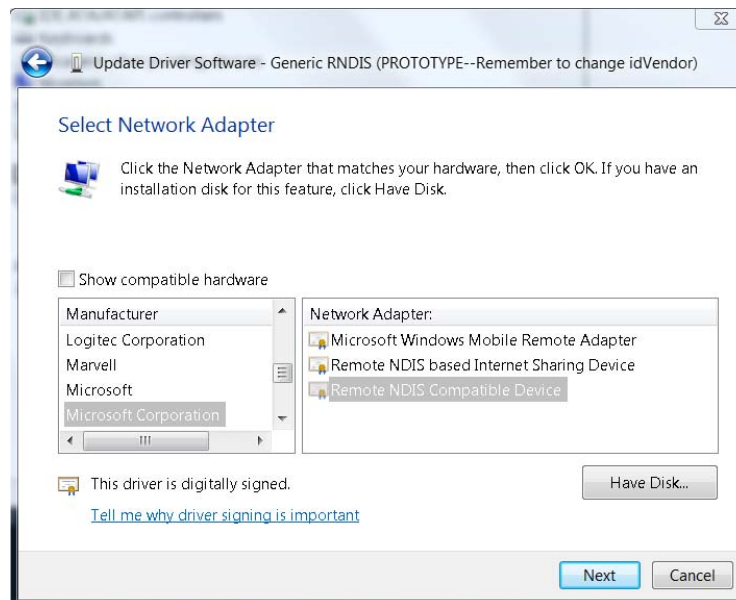 Update Driver Software - Generic RNDIS (PROTOTYPE--Remember to change idVendor)
Select Network Adapter
Click the Network Adapter that matches your hardware, then click OK. If you have an
installation disk for this feature, click Have Disk.
Show compatible hardware
Manufacturer
Logitec Corporation
Marvell
Microsoft
Microsoft Corporation
Network Adapter:
Microsoft Windows Mobile Remote Adapter
Remote NDIS based Internet Sharing Device
Remote NDIS Compatible Device
This driver is digitally signed.
Have Disk...
Tell me why driver signing is important
Next
Cancel